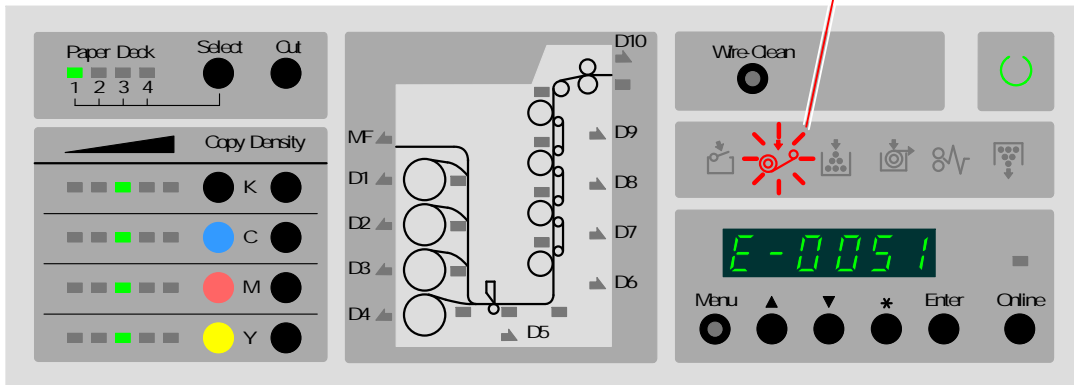 Paper Deck
Select
Cut
1 2 3 4
Copy Density
K
C
M
Y
MF
D1
D2
D3
D4
D5
D10
D9
D8
D7
D6
Wire-Clean
E-0051
Menu
▲
▼
*
Enter
Online